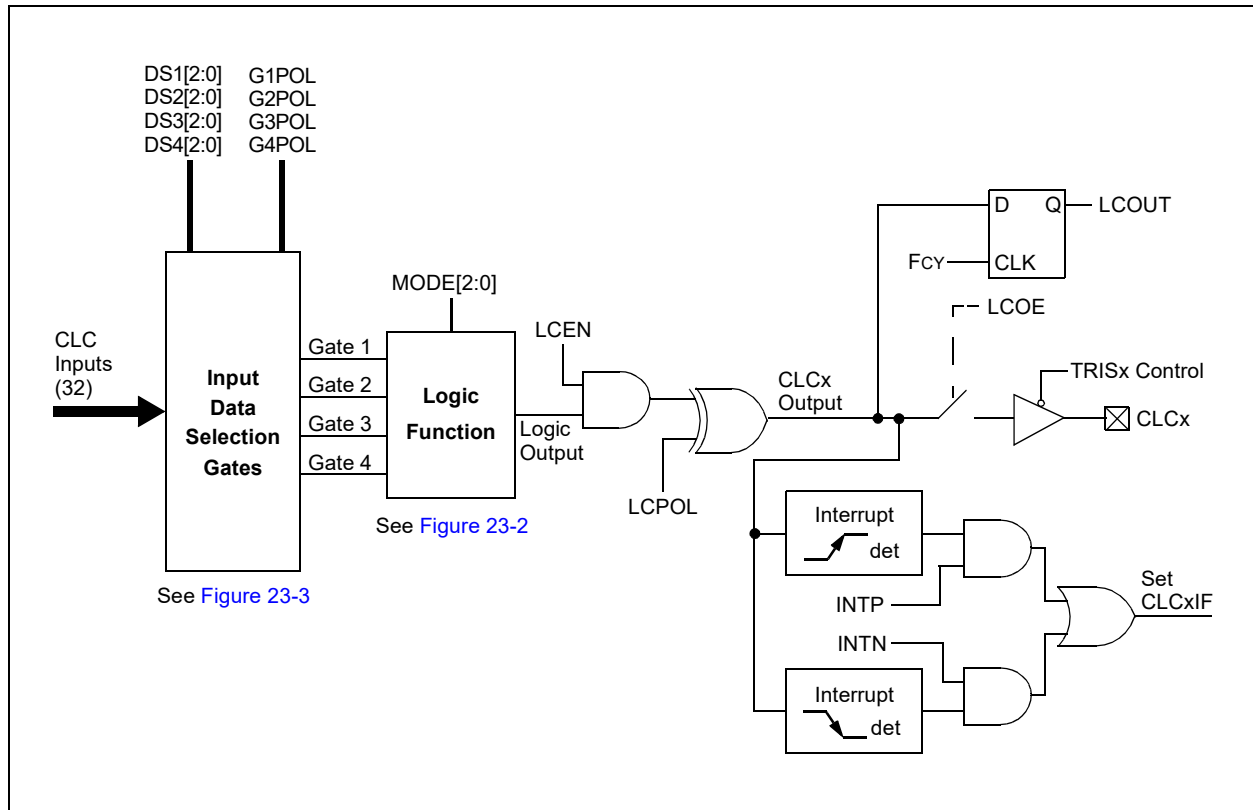 DS1[2:0] G1POL
DS2[2:0] G2POL
DS3[2:0] G3POL
DS4[2:0] G4POL
D Q LCOUT
FCY CLK
MODE[2:0]
LCOE
LCEN
CLC
Inputs
(32)
Input
Data
Selection
Gates
Gate 1
Gate 2
Gate 3
Gate 4
Logic
Function
Logic
Output
CLCx
Output
TRISx Control
CLCx
LCPOL
See Figure 23-2
See Figure 23-3
Interrupt
det
INTP
Set
CLCxIF
INTN
Interrupt
det